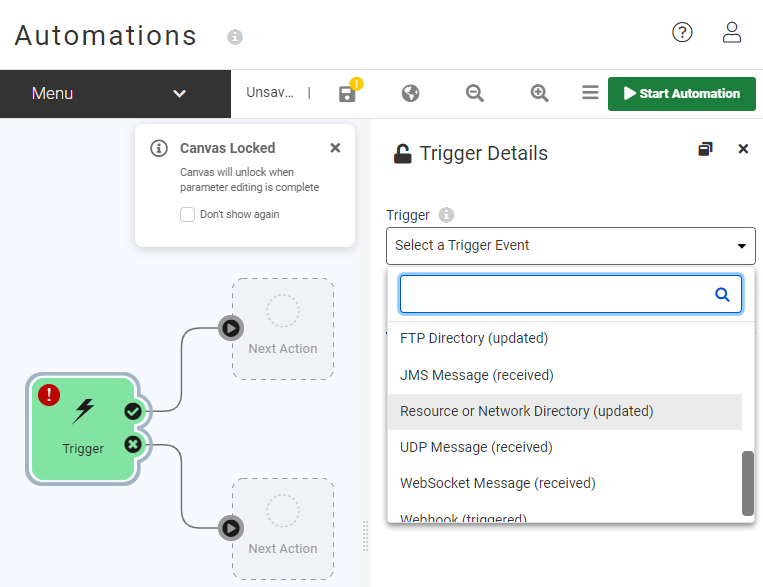 Automations
Menu
Unsav...
Start Automation
Canvas Locked
Canvas will unlock when
parameter editing is complete
Don't show again
Next Action
Trigger
Next Action
Trigger Details
Trigger
Select a Trigger Event
FTP Directory (updated)
JMS Message (received)
Resource or Network Directory (updated)
UDP Message (received)
WebSocket Message (received)
Webhook (triggered)